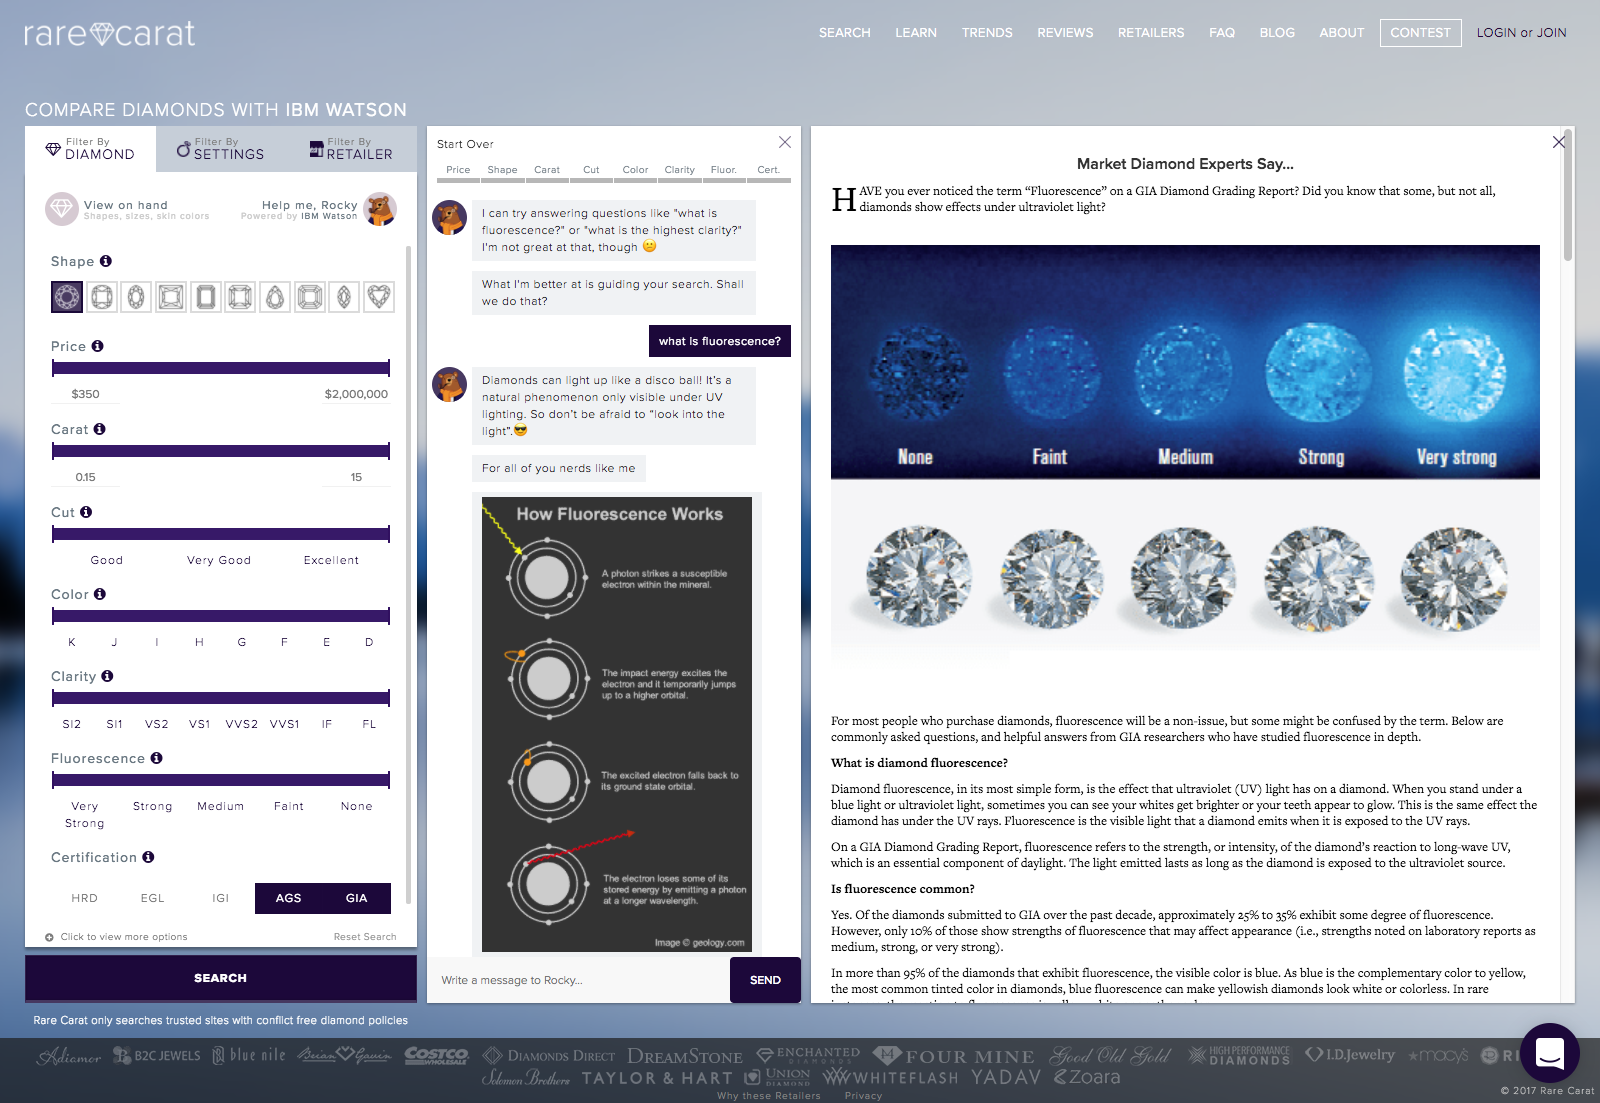 rare carat
SEARCH LEARN TRENDS REVIEWS RETAILERS FAQ BLOG ABOUT CONTEST LOGIN or JOIN
COMPARE DIAMONDS WITH IBM WATSON
Filter By
DIAMOND
Filter By
SETTINGS
Filter By
RETAILER
View on hand
Shapes, sizes, skin colors
Help me, Rocky
Powered by IBM Watson
Shape
Price
$350 $2,000,000
Carat
0.15 15
Cut
Good Very Good Excellent
Color
K J I H G F E D
Clarity
SI2 SI1 VS2 VS1 VVS2 VVS1 IF FL
Fluorescence
Very Strong Medium Faint None
Strong
Certification
HRD EGL IGI AGS GIA
Click to view more options Reset Search
SEARCH
Rare Carat only searches trusted sites with conflict free diamond policies
Start Over
Price Shape Carat Cut Color Clarity Fluor. Cert.
I can try answering questions like "what is
fluorescence?" or "what is the highest clarity?"
I'm not great at that, though
What I'm better at is guiding your search. Shall
we do that?
what is fluorescence?
Diamonds can light up like a disco ball! It's a
natural phenomenon only visible under UV
lighting. So don't be afraid to “look into the
light”.
For all of you nerds like me
How Fluorescence Works
A photon strikes a susceptible
electron within the mineral.
The impact energy excites the
electron and it temporarily jumps
up to a higher orbital.
The excited electron falls back to
its ground state orbital.
The electron loses some of its
stored energy by emitting a photon
at a longer wavelength.
Image © geology.com
Write a message to Rocky...
SEND
Market Diamond Experts Say...
HAVE you ever noticed the term “Fluorescence” on a GIA Diamond Grading Report? Did you know that some, but not all,
diamonds show effects under ultraviolet light?
None Faint Medium Strong Very strong
For most people who purchase diamonds, fluorescence will be a non-issue, but some might be confused by the term. Below are
commonly asked questions, and helpful answers from GIA researchers who have studied fluorescence in depth.
What is diamond fluorescence?
Diamond fluorescence, in its most simple form, is the effect that ultraviolet (UV) light has on a diamond. When you stand under a
blue light or ultraviolet light, sometimes you can see your whites get brighter or your teeth appear to glow. This is the same effect the
diamond has under the UV rays. Fluorescence is the visible light that a diamond emits when it is exposed to the UV rays.
On a GIA Diamond Grading Report, fluorescence refers to the strength, or intensity, of the diamond’s reaction to long-wave UV,
which is an essential component of daylight. The light emitted lasts as long as the diamond is exposed to the ultraviolet source.
Is fluorescence common?
Yes. Of the diamonds submitted to GIA over the past decade, approximately 25% to 35% exhibit some degree of fluorescence.
However, only 10% of those show strengths of fluorescence that may affect appearance (i.e., strengths noted on laboratory reports as
medium, strong, or very strong).
In more than 95% of the diamonds that exhibit fluorescence, the visible color is blue. As blue is the complementary color to yellow,
the most common tinted color in diamonds, blue fluorescence can make yellowish diamonds look white or colorless. In rare
Adiamor B2C JEWELS blue nile Brian Gavin COSTCO WHOLESALE DIAMONDS DIRECT DREAMSTONE ENCHANTED DIAMONDS FOUR MINE Good Old Gold HIGH PERFORMANCE DIAMONDS I.D.Jewelry macy's RI
Solomon Brothers TAYLOR & HART UNION DIAMOND WHITEFLASH YADAV Zoara
Why these Retailers Privacy
© 2017 Rare Carat